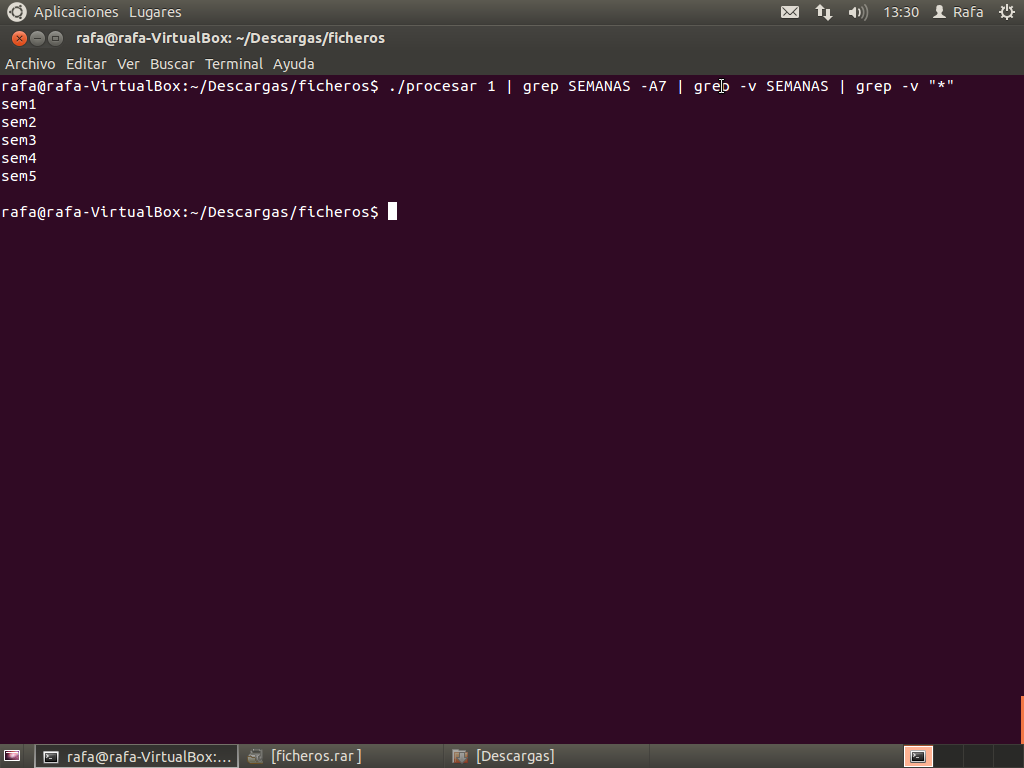 Aplicaciones Lugares 13:30 Rafa
rafa@rafa-VirtualBox: ~/Descargas/ficheros
Archivo Editar Ver Buscar Terminal Ayuda
rafa@rafa-VirtualBox:~/Descargas/ficheros$ ./procesar 1 | grep SEMANAS -A7 | grep -v SEMANAS | grep -v "*"
sem1
sem2
sem3
sem4
sem5
rafa@rafa-VirtualBox:~/Descargas/ficheros$
rafa@rafa-VirtualBox:... [ficheros.rar ] [Descargas]